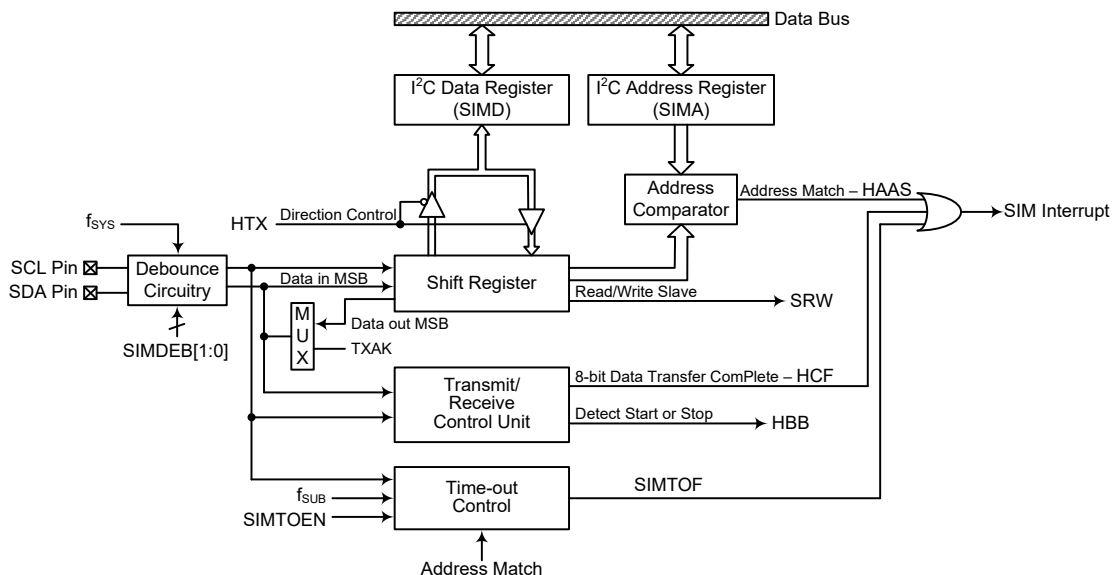 Data Bus
I²C Data Register
(SIMD)
I²C Address Register
(SIMA)
Address
Comparator
Address Match – HAAS
SIM Interrupt
HTX
Direction Control
fSYS
SCL Pin
SDA Pin
Debounce
Circuitry
SIMDEB[1:0]
Data in MSB
Shift Register
Read/Write Slave
SRW
M
U
X
Data out MSB
TXAK
Transmit/
Receive
Control Unit
8-bit Data Transfer ComPlete – HCF
Detect Start or Stop
HBB
fSUB
SIMTOEN
Time-out
Control
SIMTOF
Address Match